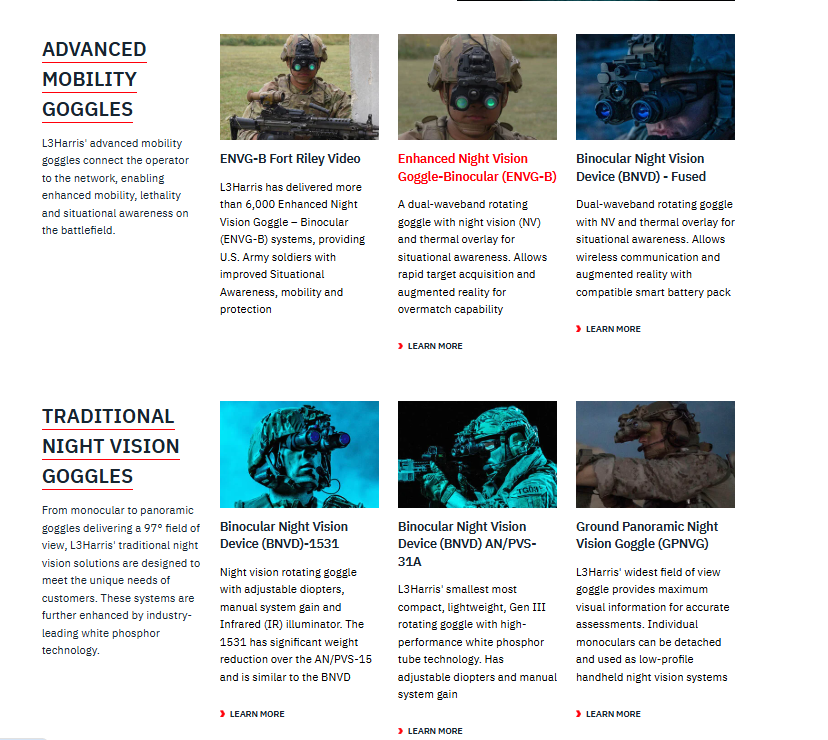 ADVANCED
MOBILITY
GOGGLES
L3Harris' advanced mobility
goggles connect the operator
to the network, enabling
enhanced mobility, lethality
and situational awareness on
the battlefield.
ENVG-B Fort Riley Video
L3Harris has delivered more
than 6,000 Enhanced Night
Vision Goggle – Binocular
(ENVG-B) systems, providing
U.S. Army soldiers with
improved Situational
Awareness, mobility and
protection
Enhanced Night Vision
Goggle-Binocular (ENVG-B)
A dual-waveband rotating
goggle with night vision (NV)
and thermal overlay for
situational awareness. Allows
rapid target acquisition and
augmented reality for
overmatch capability
LEARN MORE
Binocular Night Vision
Device (BNVD) - Fused
Dual-waveband rotating goggle
with NV and thermal overlay for
situational awareness. Allows
wireless communication and
augmented reality with
compatible smart battery pack
LEARN MORE
TRADITIONAL
NIGHT VISION
GOGGLES
From monocular to panoramic
goggles delivering a 97° field of
view, L3Harris' traditional night
vision solutions are designed to
meet the unique needs of
customers. These systems are
further enhanced by industry-
leading white phosphor
technology.
Binocular Night Vision
Device (BNVD)-1531
Night vision rotating goggle
with adjustable diopters,
manual system gain and
Infrared (IR) illuminator. The
1531 has significant weight
reduction over the AN/PVS-15
and is similar to the BNVD
LEARN MORE
Binocular Night Vision
Device (BNVD) AN/PVS-
31A
L3Harris' smallest most
compact, lightweight, Gen III
rotating goggle with high-
performance white phosphor
tube technology. Has
adjustable diopters and manual
system gain
LEARN MORE
Ground Panoramic Night
Vision Goggle (GPNVG)
L3Harris' widest field of view
goggle provides maximum
visual information for accurate
assessments. Individual
monoculars can be detached
and used as low-profile
handheld night vision systems
LEARN MORE